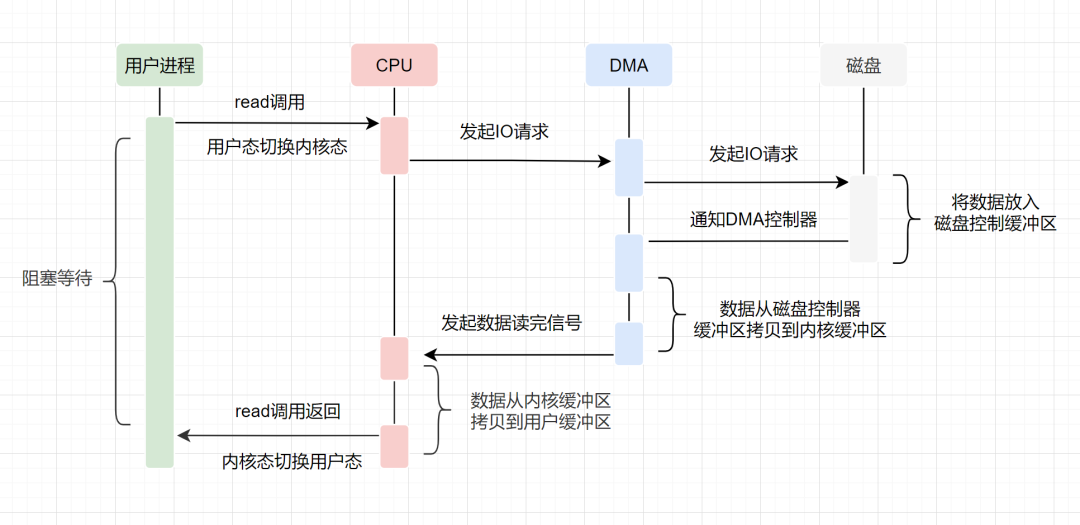 用户进程
CPU
DMA
磁盘
read调用
用户态切换内核态
发起IO请求
发起IO请求
将数据放入
磁盘控制缓冲区
通知DMA控制器
阻塞等待
数据从磁盘控制器
缓冲区拷贝到内核缓冲区
发起数据读完信号
数据从内核缓冲区
拷贝到用户缓冲区
read调用返回
内核态切换用户态